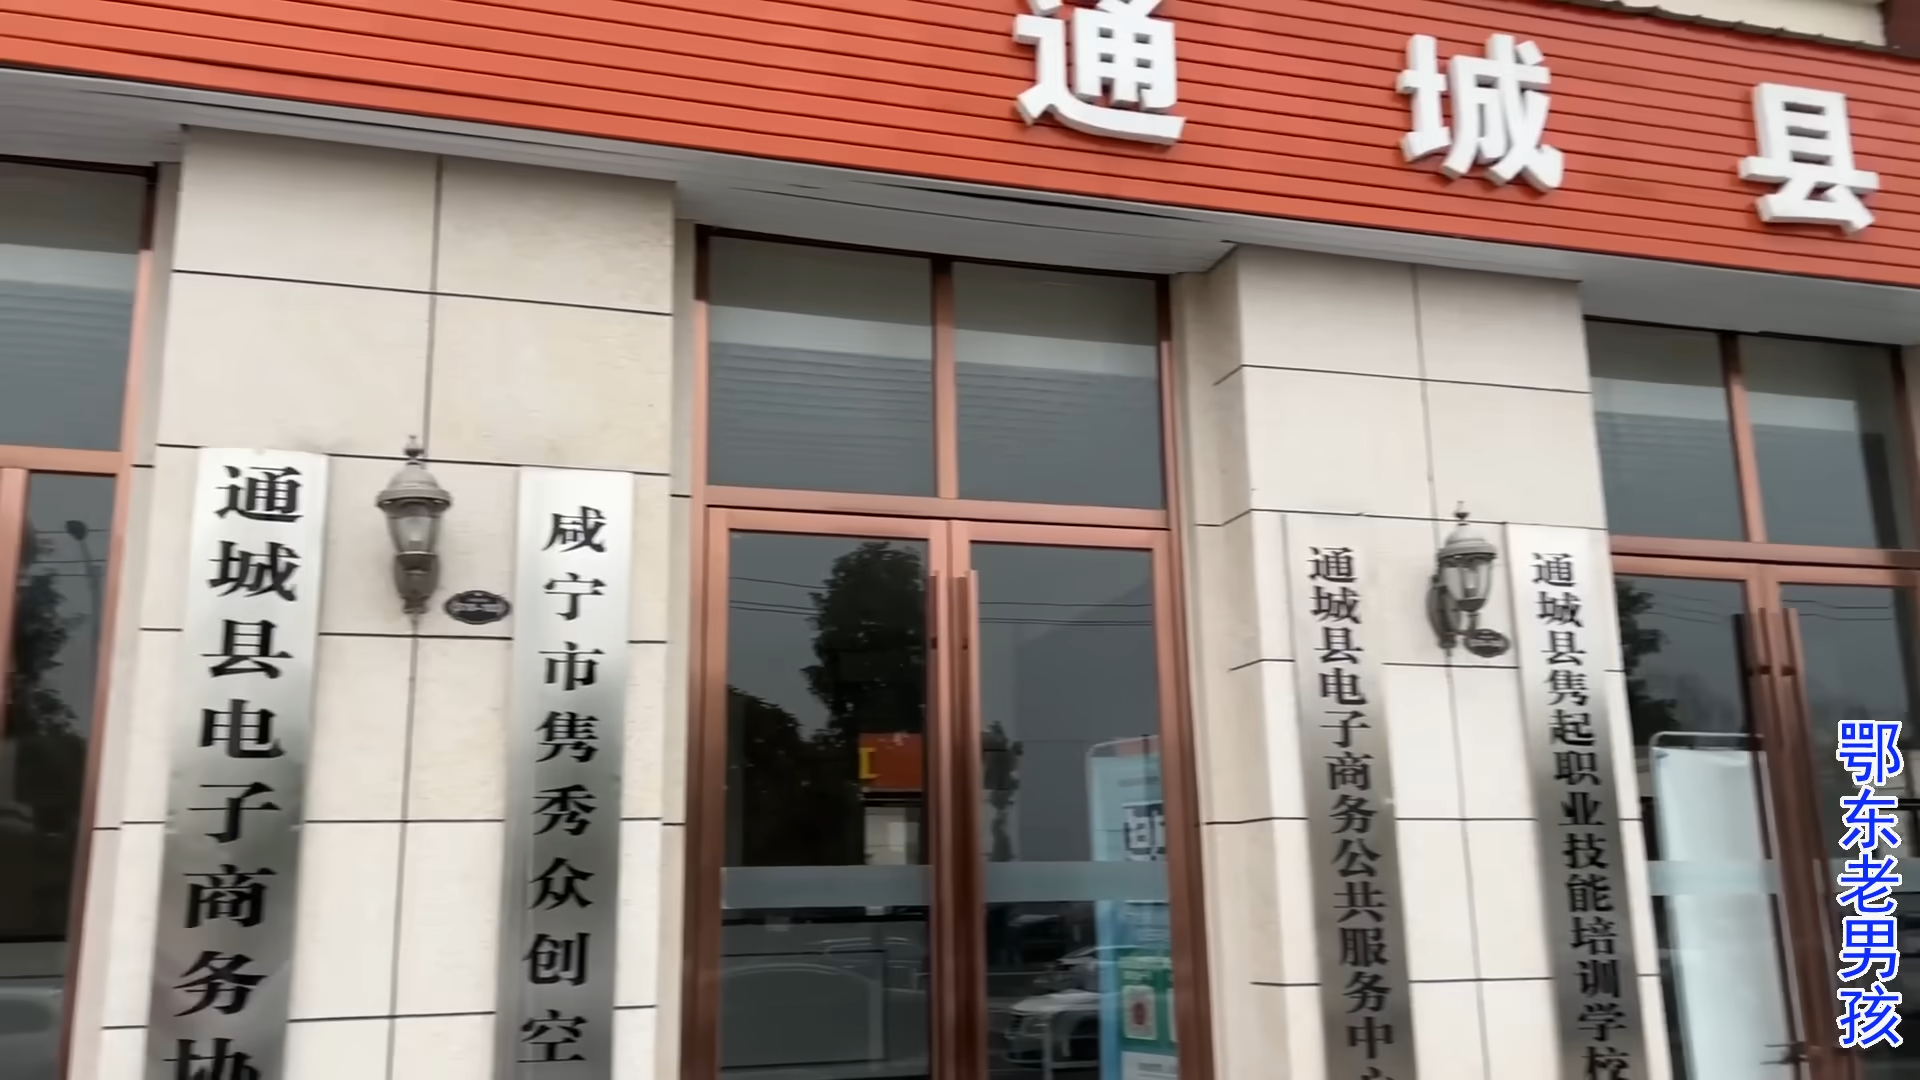 通城县
通城县电子商务协
咸宁市隽秀众创空
通城县电子商务公共服务中
通城县隽起职业技能培训学校
鄂东老男孩